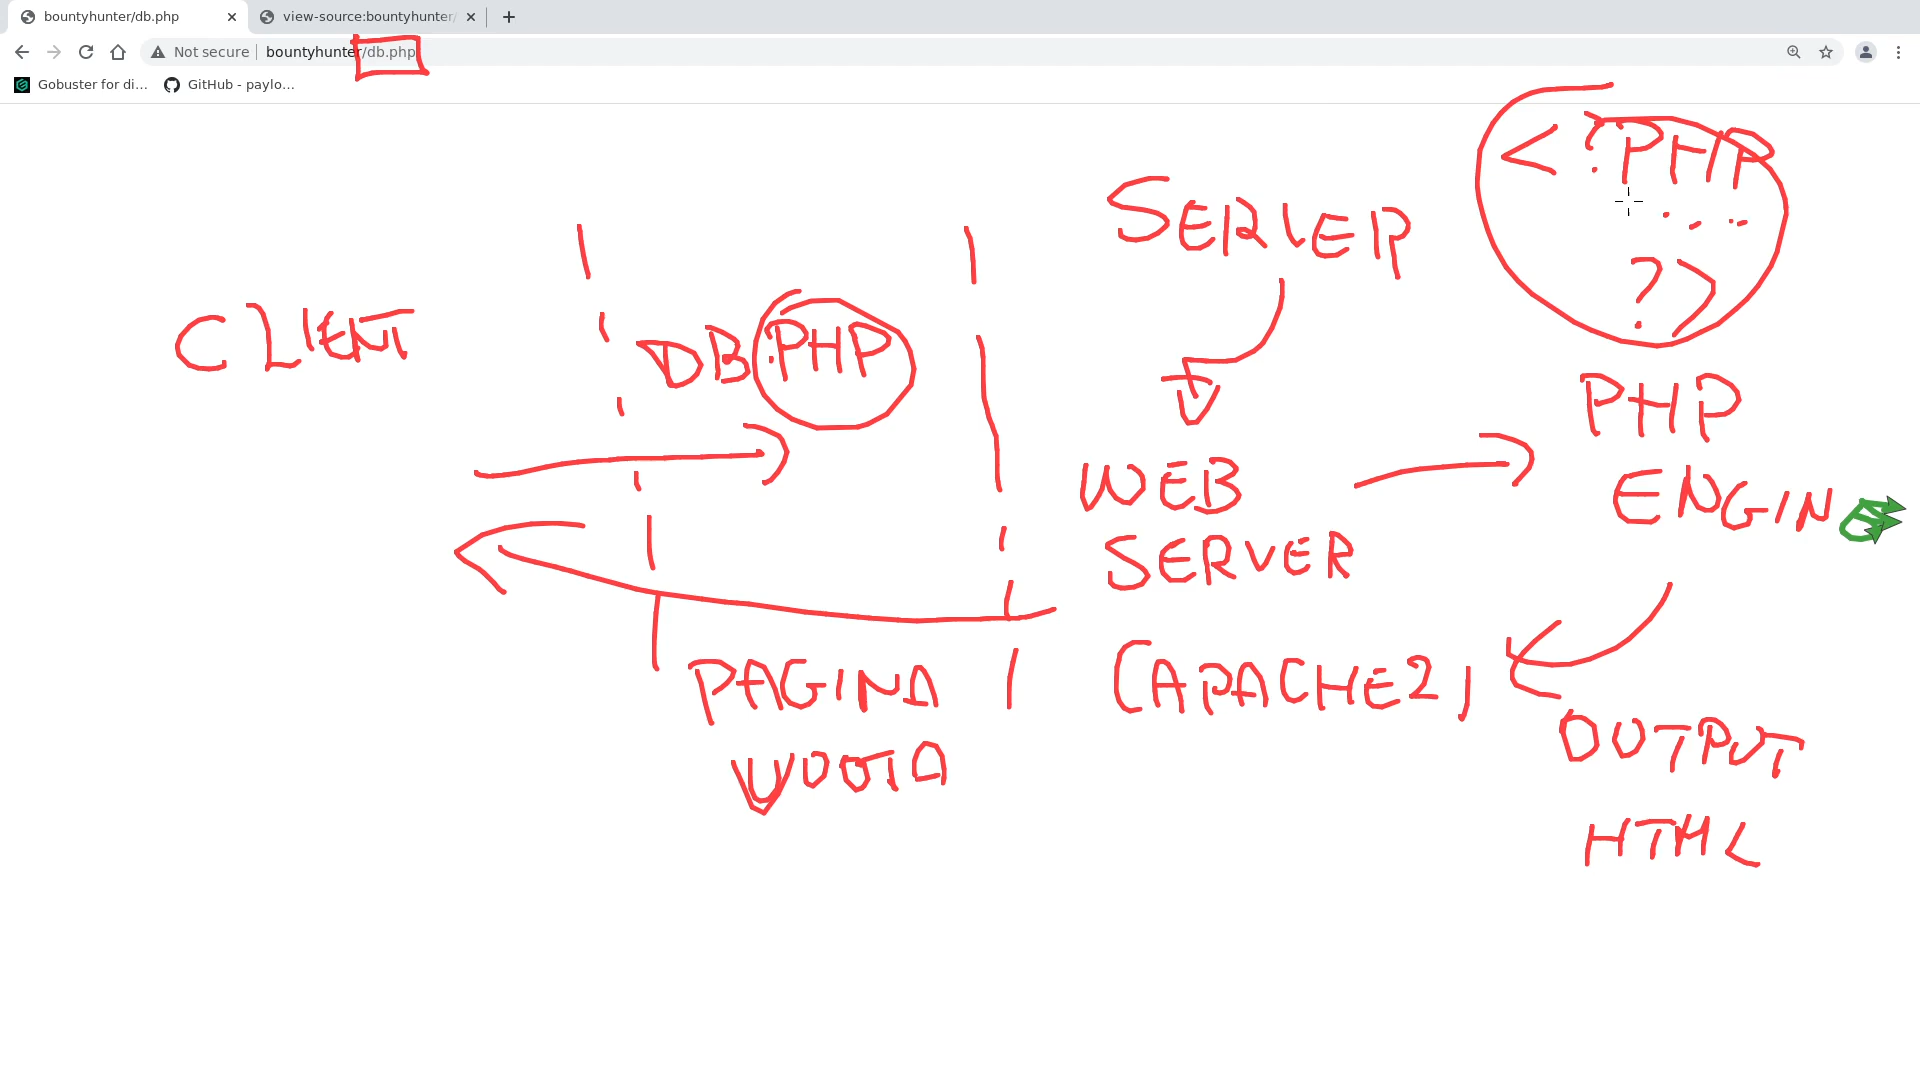 bountyhunter/db.php
view-source:bountyhunter/
Not secure
bountyhunter/db.php
Gobuster for di...
GitHub - paylo...
<?PHP
...
?>
SERVER
CLIENT
DB.PHP
PHP
ENGINE
WEB
SERVER
(APACHE2)
PAGINA
VUOTA
OUTPUT
HTML